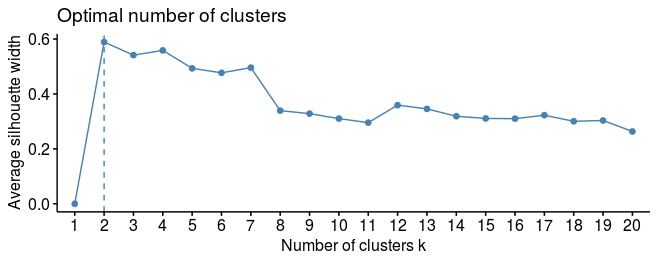 Optimal number of clusters
Average silhouette width
0.6
0.4
0.2
0.0
1 2 3 4 5 6 7 8 9 10 11 12 13 14 15 16 17 18 19 20
Number of clusters k